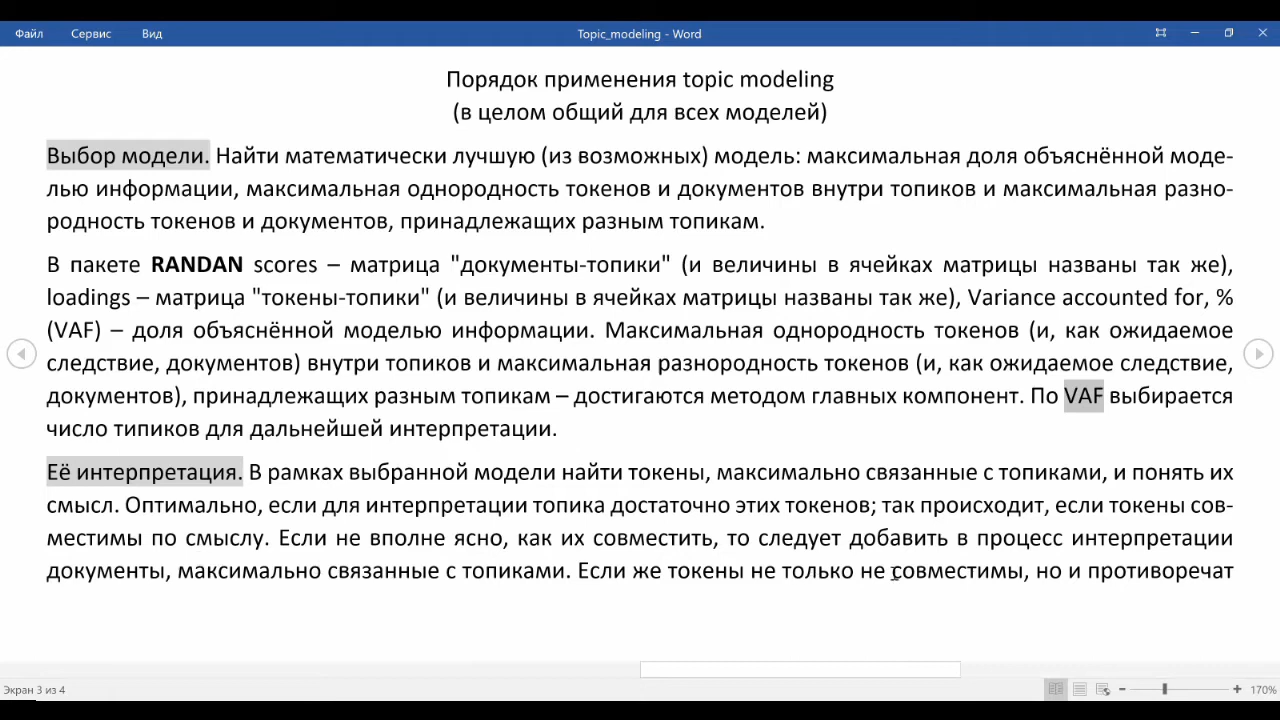 Файл Сервис Вид Topic_modeling - Word
Порядок применения topic modeling
(в целом общий для всех моделей)
Выбор модели. Найти математически лучшую (из возможных) модель: максимальная доля объяснённой моде-
лью информации, максимальная однородность токенов и документов внутри топиков и максимальная разно-
родность токенов и документов, принадлежащих разным топикам.
В пакете RANDAN scores – матрица "документы-топики" (и величины в ячейках матрицы названы так же),
loadings – матрица "токены-топики" (и величины в ячейках матрицы названы так же), Variance accounted for, %
(VAF) – доля объяснённой моделью информации. Максимальная однородность токенов (и, как ожидаемое
следствие, документов) внутри топиков и максимальная разнородность токенов (и, как ожидаемое следствие,
документов), принадлежащих разным топикам – достигаются методом главных компонент. По VAF выбирается
число типиков для дальнейшей интерпретации.
Её интерпретация. В рамках выбранной модели найти токены, максимально связанные с топиками, и понять их
смысл. Оптимально, если для интерпретации топика достаточно этих токенов; так происходит, если токены сов-
местимы по смыслу. Если не вполне ясно, как их совместить, то следует добавить в процесс интерпретации
документы, максимально связанные с топиками. Если же токены не только не совместимы, но и противоречат
Экран 3 из 4 170%